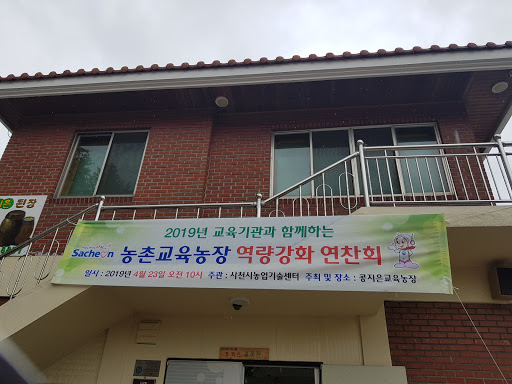 2019년 교육기관과 함께하는
Sacheon 농촌교육농장 역량강화 연찬회
일시 : 2019년 4월 23일 오전 10시 주관 : 사천시농업기술센터 주최 및 장소 : 콩지은교육농장
된장